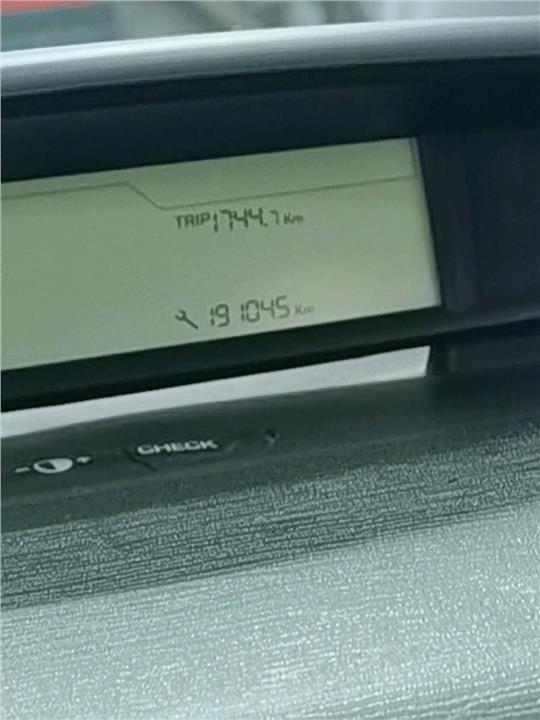 TRIP 1744.7 Km
191045 Km
- +
CHECK